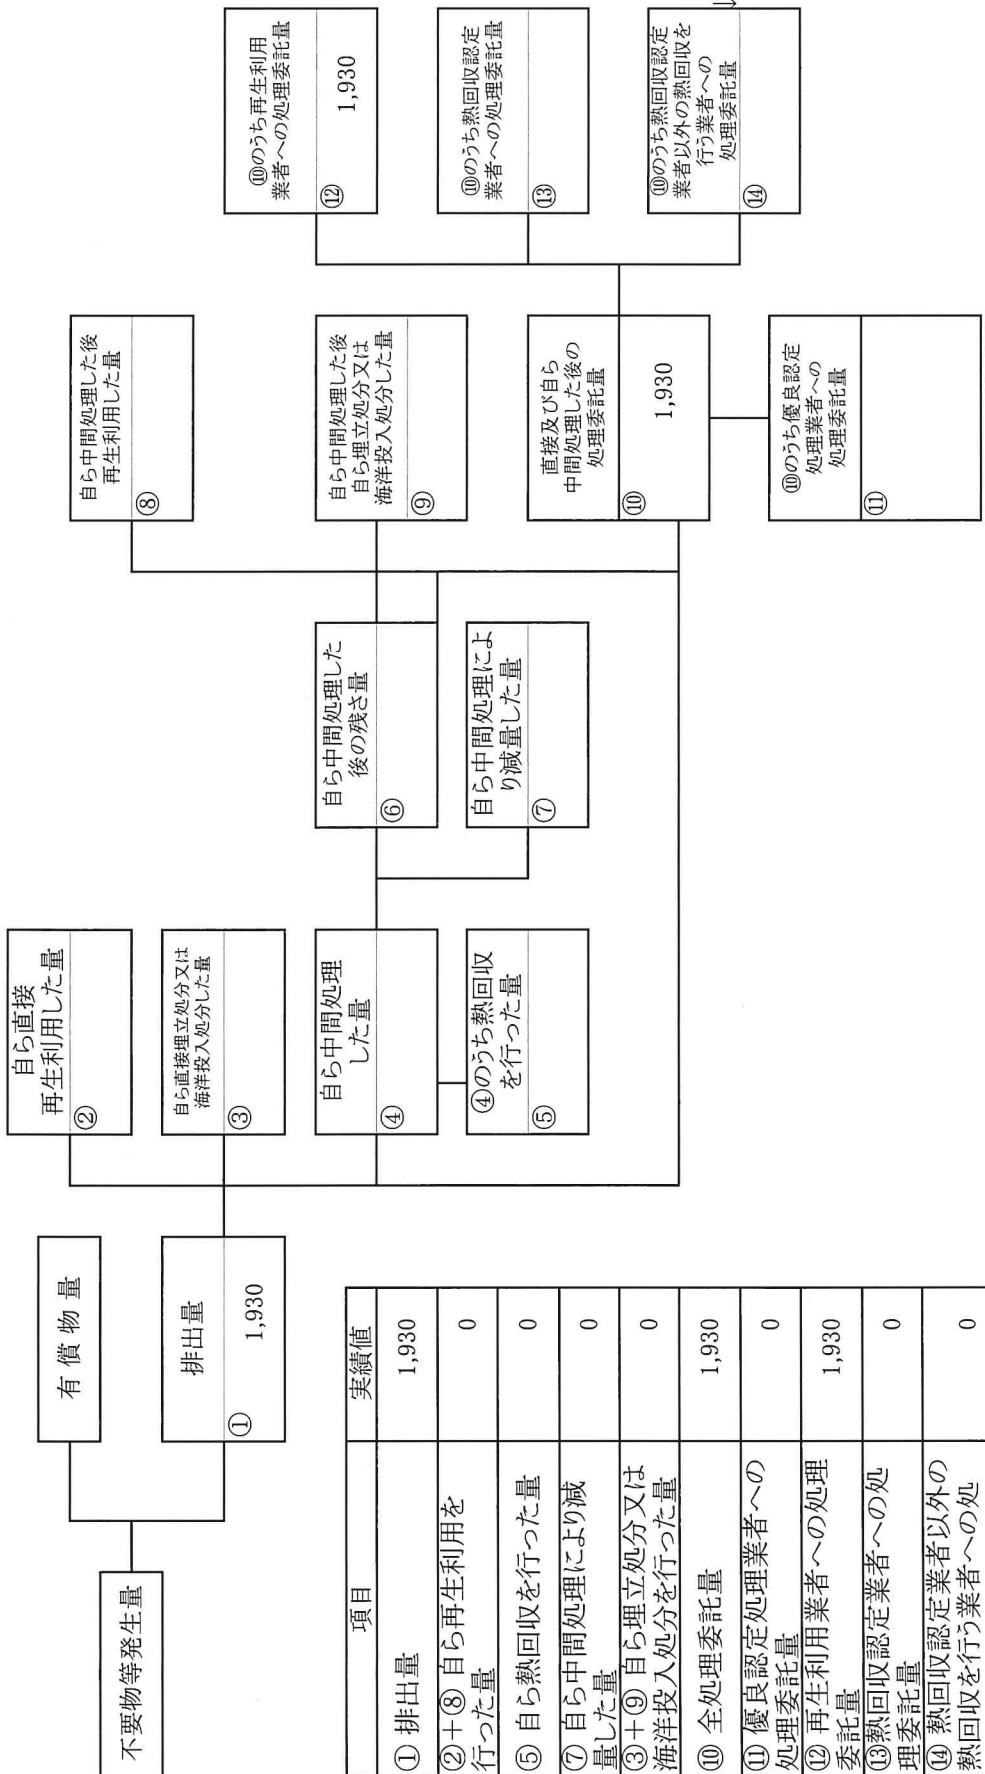 不要物等発生量
有償物量
排出量
①
1,930
自ら直接
再生利用した量
②
自ら直接埋立処分又は
海洋投入処分した量
③
自ら中間処理
した量
④
④のうち熱回収
を行った量
⑤
自ら中間処理した
後の残さ量
⑥
自ら中間処理によ
り減量した量
⑦
自ら中間処理した後
再生利用した量
⑧
自ら中間処理した後
自ら埋立処分又は
海洋投入処分した量
⑨
直接及び自ら
中間処理した後の
処理委託量
⑩
1,930
⑩のうち優良認定
処理業者への
処理委託量
⑪
⑩のうち再生利用
業者への処理委託量
⑫
1,930
⑩のうち熱回収認定
業者への処理委託量
⑬
⑩のうち熱回収認定
業者以外の熱回収を
行う業者への
処理委託量
⑭
項目 実績値
①排出量 1,930
②+⑧ 自ら再生利用を
行った量 0
⑤ 自ら熱回収を行った量 0
⑦ 自ら中間処理により減
量した量 0
③+⑨ 自ら埋立処分又は
海洋投入処分を行った量 0
⑩ 全処理委託量 1,930
⑪ 優良認定処理業者への
処理委託量 0
⑫ 再生利用業者への処理
委託量 1,930
⑬熱回収認定業者への処
理委託量 0
⑭ 熱回収認定業者以外の
熱回収を行う業者への処 0